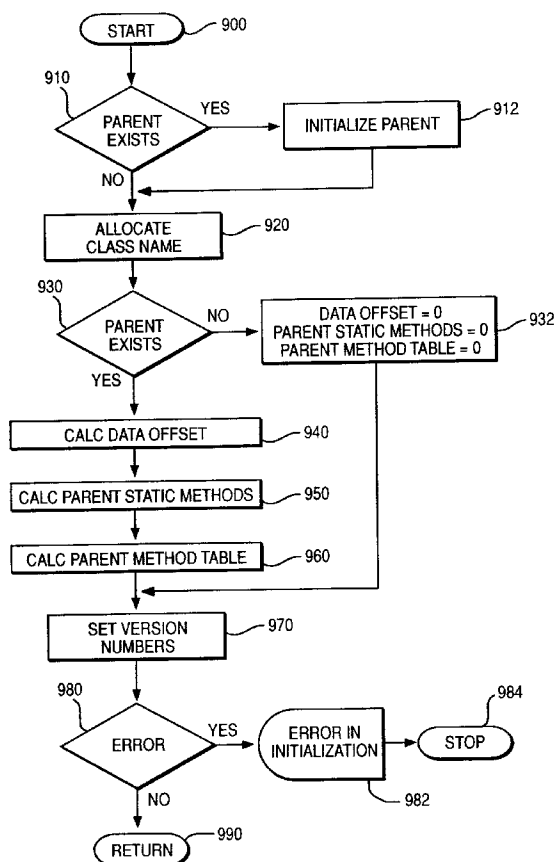 START
900
910
PARENT
EXISTS
YES
INITIALIZE PARENT
912
NO
ALLOCATE
CLASS NAME
920
930
PARENT
EXISTS
NO
DATA OFFSET = 0
PARENT STATIC METHODS = 0
PARENT METHOD TABLE = 0
932
YES
CALC DATA OFFSET
940
CALC PARENT STATIC METHODS
950
CALC PARENT METHOD TABLE
960
SET VERSION
NUMBERS
970
980
ERROR
YES
ERROR IN
INITIALIZATION
982
984
STOP
NO
RETURN
990